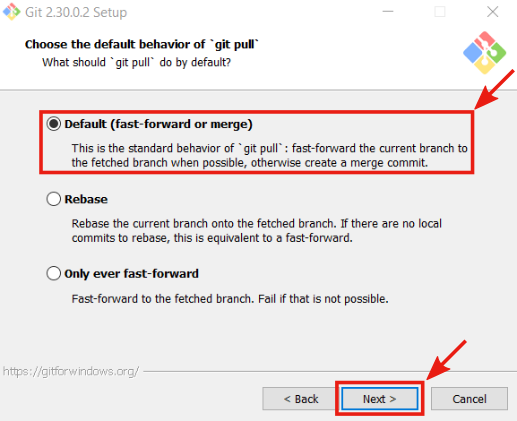 Git 2.30.0.2 Setup
Choose the default behavior of `git pull`
What should `git pull` do by default?
Default (fast-forward or merge)
This is the standard behavior of `git pull`: fast-forward the current branch to
the fetched branch when possible, otherwise create a merge commit.
Rebase
Rebase the current branch onto the fetched branch. If there are no local
commits to rebase, this is equivalent to a fast-forward.
Only ever fast-forward
Fast-forward to the fetched branch. Fail if that is not possible.
https://gitforwindows.org/
< Back Next > Cancel